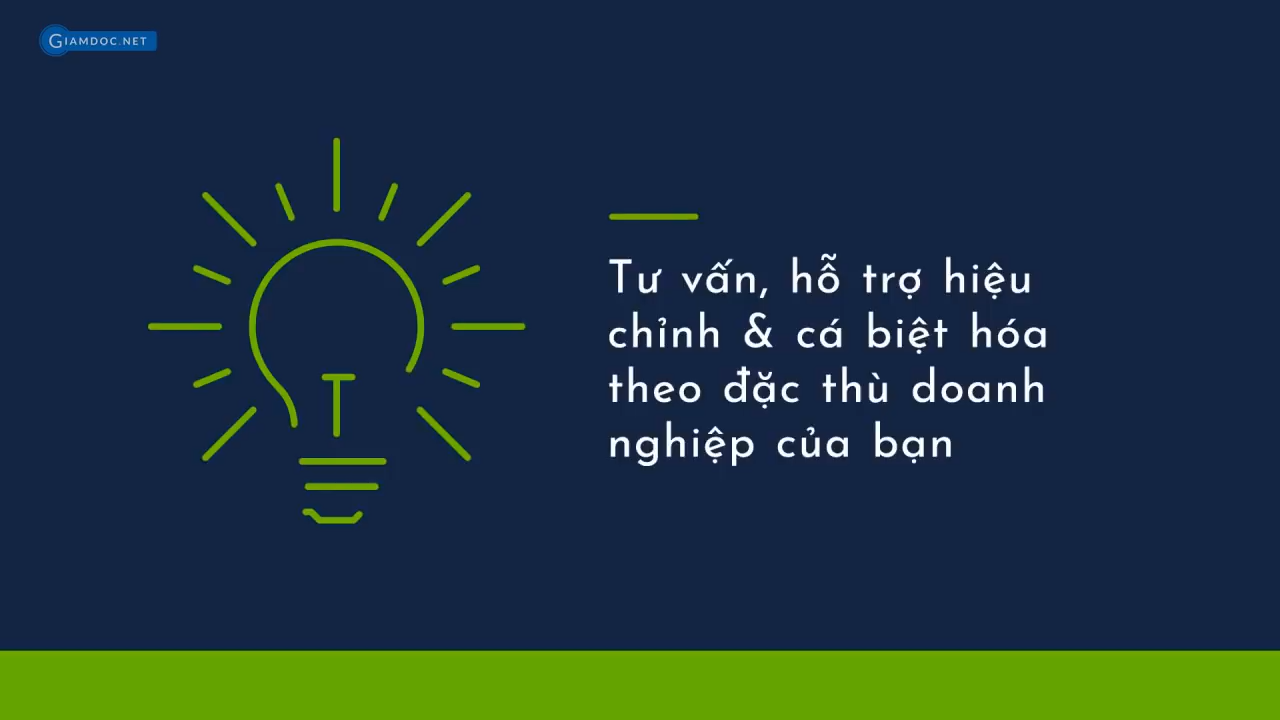 GIAMDOC.NET
Tư vấn, hỗ trợ hiệu
chỉnh & cá biệt hóa
theo đặc thù doanh
nghiệp của bạn